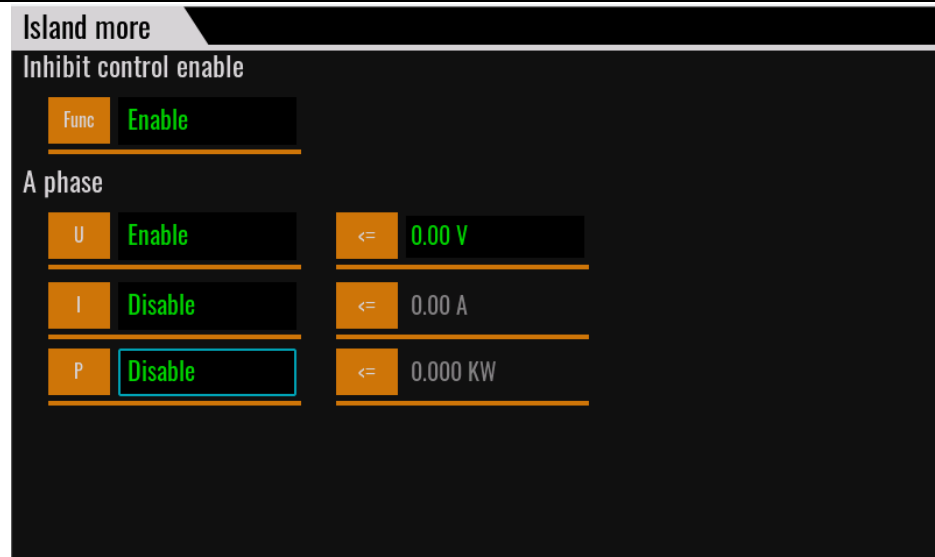 Island more
Inhibit control enable
Func Enable
A phase
U Enable <= 0.00 V
I Disable <= 0.00 A
P Disable <= 0.000 KW